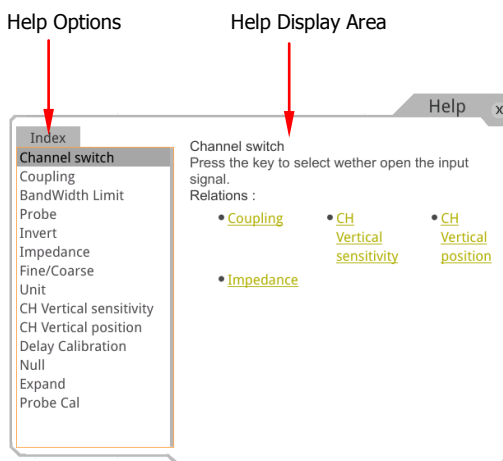 Help Options
Help Display Area
Help
x
Index
Channel switch
Coupling
BandWidth Limit
Probe
Invert
Impedance
Fine/Coarse
Unit
CH Vertical sensitivity
CH Vertical position
Delay Calibration
Null
Expand
Probe Cal
Channel switch
Press the key to select wether open the input
signal.
Relations :
• Coupling
• CH
Vertical
sensitivity
• CH
Vertical
position
• Impedance